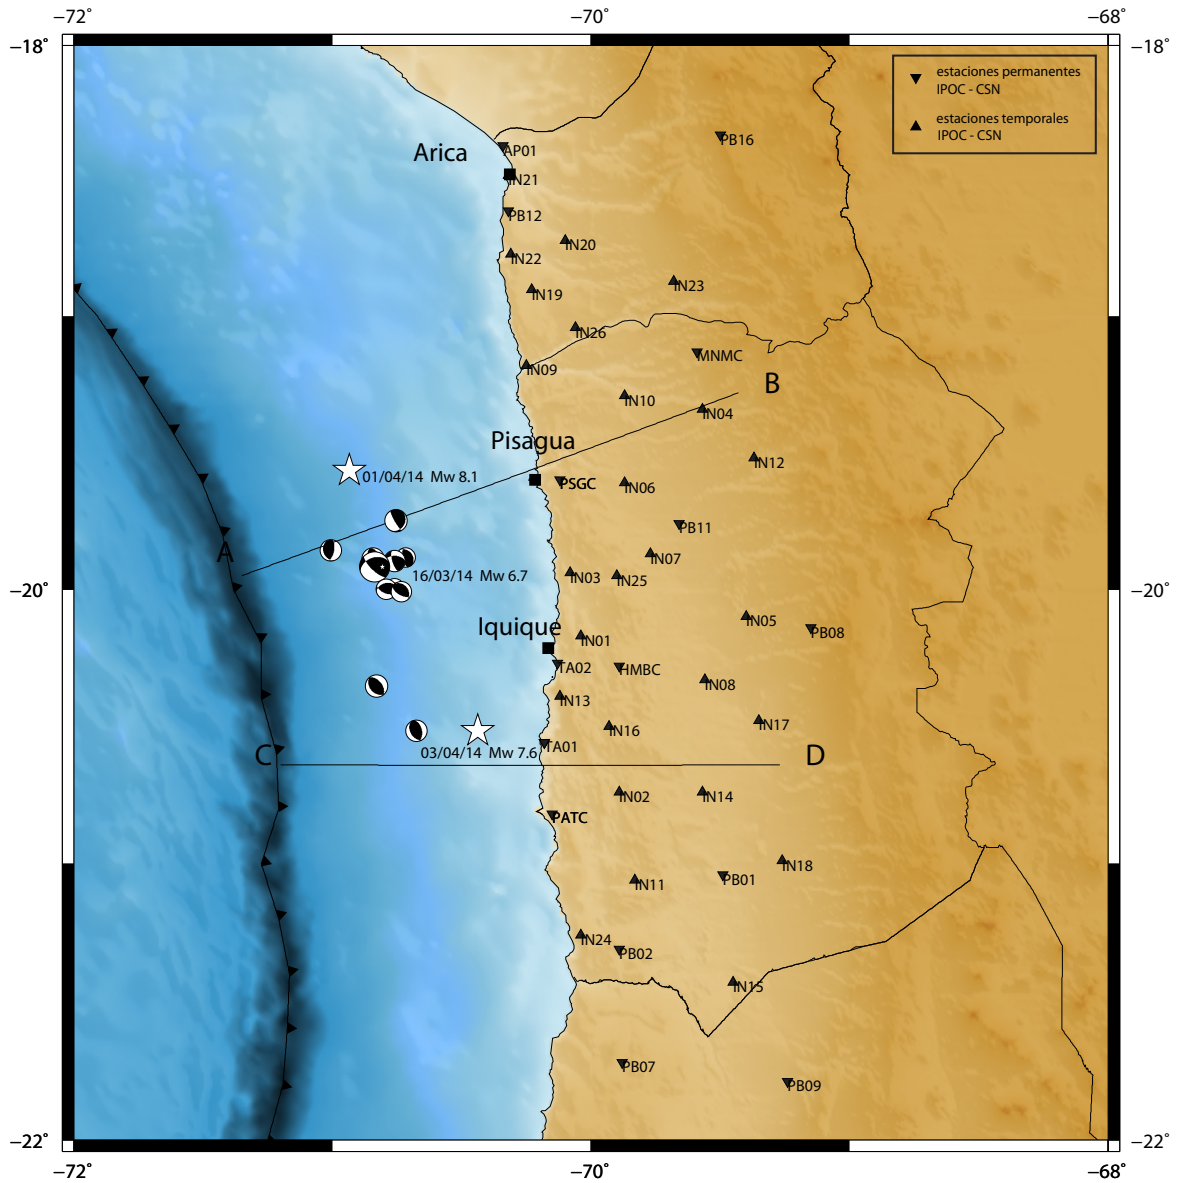 −72˚ −70˚ −68˚
−18˚ −18˚
estaciones permanentes
IPOC - CSN
estaciones temporales
IPOC - CSN
PB16
AP01
Arica
IN21
PB12
IN20
IN22
IN23
IN19
IN26
MNMC
IN09
B
IN10
IN04
Pisagua
IN12
01/04/14 Mw 8.1
PSGC
IN06
PB11
A
IN07
16/03/14 Mw 6.7
IN03
IN25
−20˚ −20˚
IN05
Iquique
PB08
IN01
TA02
HMBC
IN08
IN13
IN17
IN16
TA01
03/04/14 Mw 7.6
C
D
IN02
IN14
PATC
IN18
PB01
IN11
IN24
PB02
IN15
PB07
PB09
−22˚ −22˚
−72˚ −70˚ −68˚